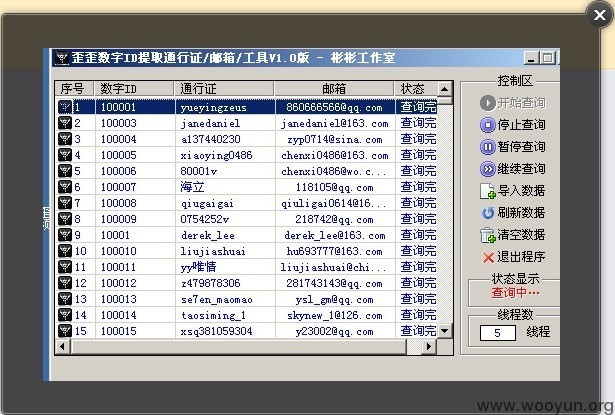 歪歪数字ID提取通行证/邮箱/工具V1.0版 - 彬彬工作室
序号 数字ID 通行证 邮箱 状态
1 100001 yueyingzeus 860666566@qq.com 查询完
2 100003 janedaniel janedaniel@163.com 查询完
3 100004 a137440230 zyp0714@sina.com 查询完
4 100005 xiaoying0486 chenxi0486@163.com 查询完
5 100006 80001v chenxi0486@wo.c... 查询完
6 100007 海立 118105@qq.com 查询完
7 100008 qiugaigai qiuligai0614@16... 查询完
8 100009 0754252v 218742@qq.com 查询完
9 10001 derek_lee derek_lee@163.com 查询完
10 100010 liujiashuai hu693777@163.com 查询完
11 100011 yy唯情 liujiashuai@chi... 查询完
12 100012 z479878306 281743143@qq.com 查询完
13 100013 se7en_maomao ysl_gm@qq.com 查询完
14 100014 taosiming_1 skynew_1@126.com 查询完
15 100015 xsq381059304 y23002@qq.com 查询完
控制区
开始查询
停止查询
暂停查询
继续查询
导入数据
刷新数据
清空数据
退出程序
状态显示
查询中···
线程数
5 线程
www.wooyun.org